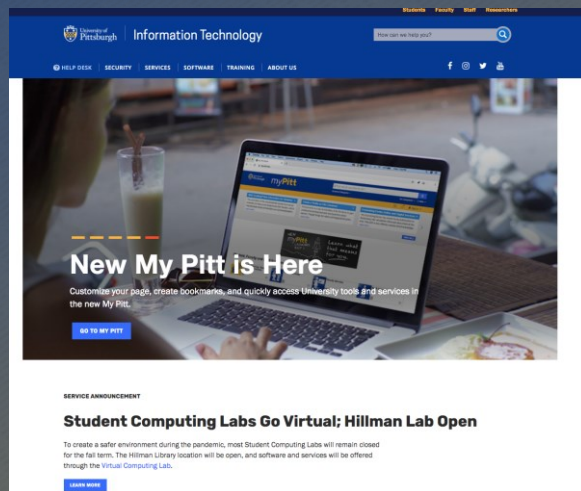 Students Faculty Staff Researchers
University of
Pittsburgh
Information Technology
How can we help you?
HELP DESK SECURITY SERVICES SOFTWARE TRAINING ABOUT US
myPitt
New My Pitt is Here
Customize your page, create bookmarks, and quickly access University tools and services in
the new My Pitt.
GO TO MY PITT
SERVICE ANNOUNCEMENT
Student Computing Labs Go Virtual; Hillman Lab Open
To create a safer environment during the pandemic, most Student Computing Labs will remain closed
for the fall term. The Hillman Library location will be open, and software and services will be offered
through the Virtual Computing Lab.
LEARN MORE